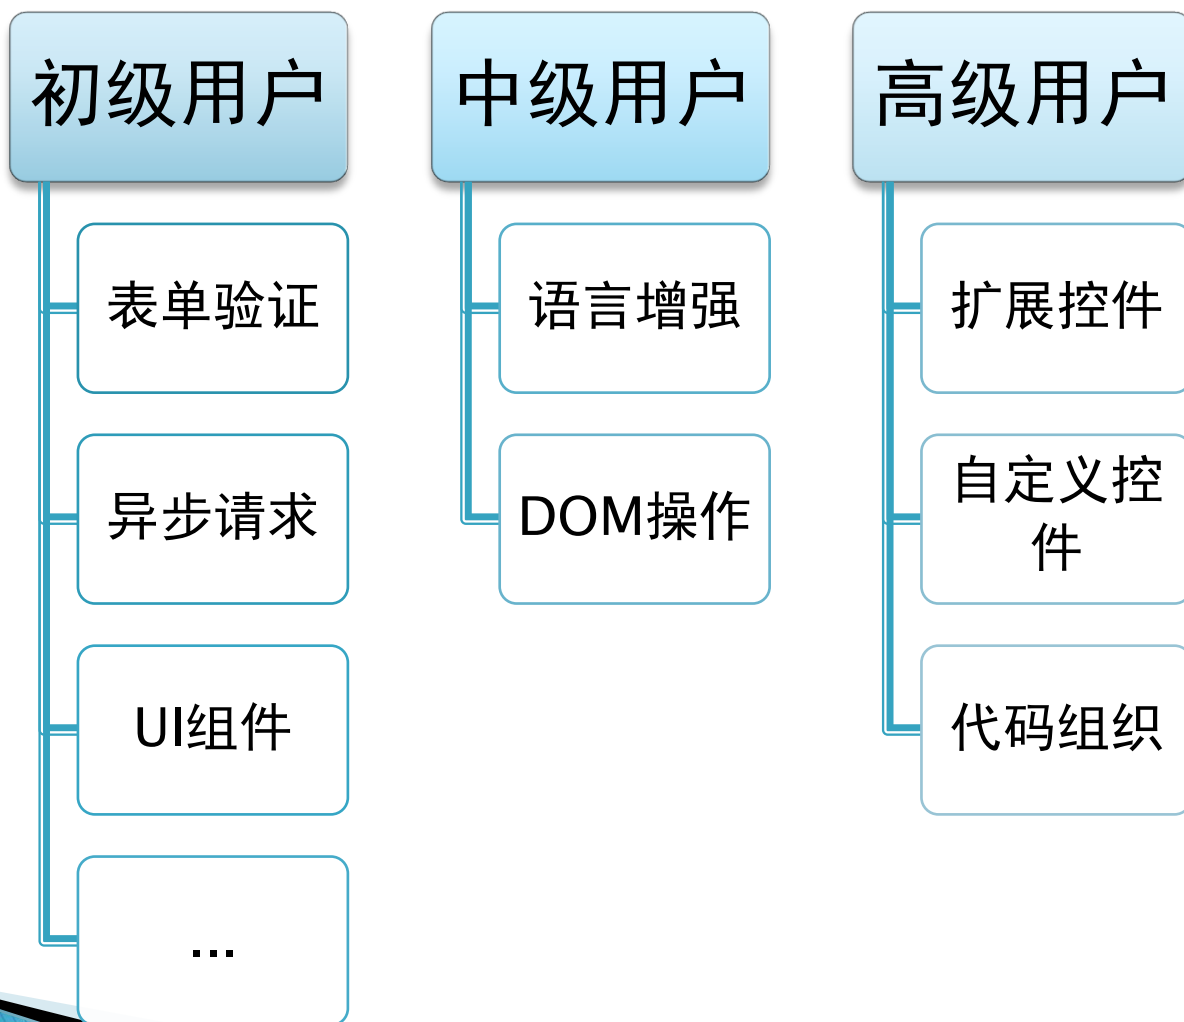 初级用户
表单验证
异步请求
UI组件
...
中级用户
语言增强
DOM操作
高级用户
扩展控件
自定义控
件
代码组织